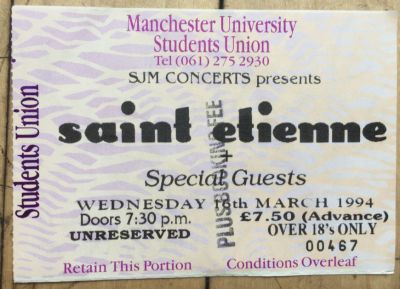 Manchester University
Students Union
Tel (061) 275 2930
SJM CONCERTS presents
saint etienne
+
Special Guests
WEDNESDAY MARCH 1994
Doors 7:30 p.m.
£7.50 (Advance)
UNRESERVED
OVER 18's ONLY
00467
Retain This Portion
Conditions Overleaf
Students Union
PLUS BOOKING FEE